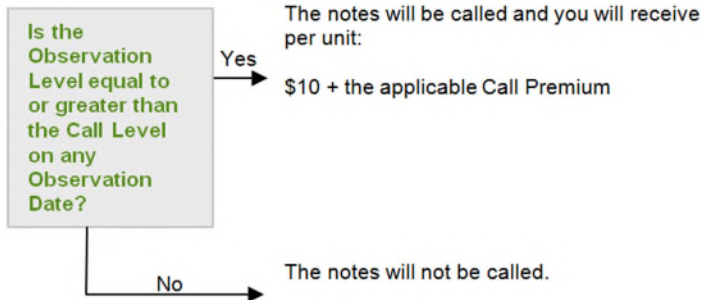 Is the
Observation
Level equal to
or greater than
the Call Level
on any
Observation
Date?
Yes
The notes will be called and you will receive
per unit:
$10 + the applicable Call Premium
No
The notes will not be called.